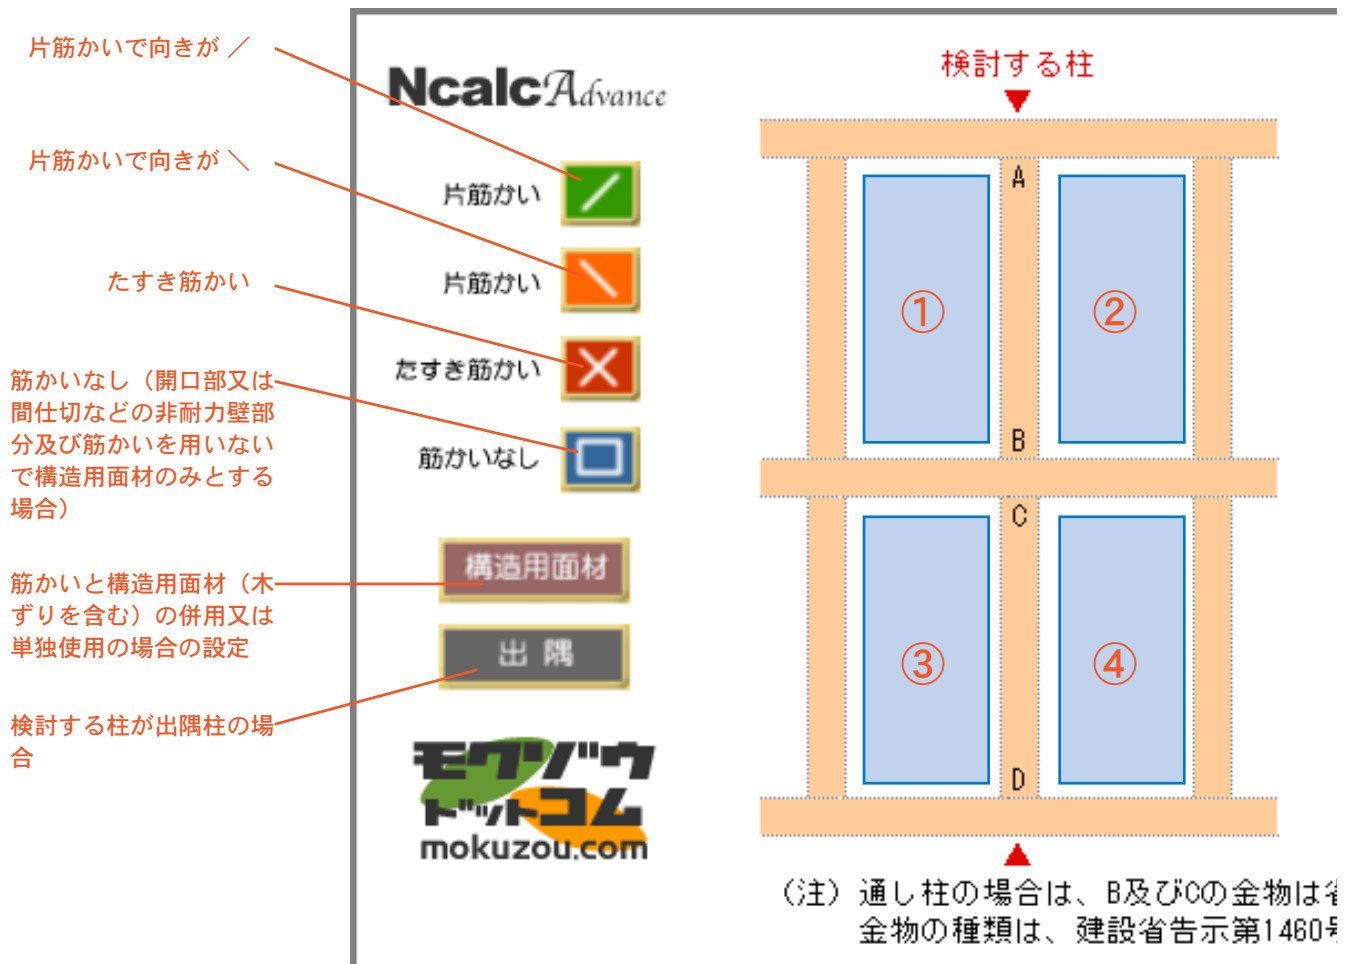 片筋かいで向きが ／
片筋かいで向きが ＼
たすき筋かい
筋かいなし（開口部又は
間仕切などの非耐力壁部
分及び筋かいを用いない
で構造用面材のみとする
場合）
筋かいと構造用面材（木
ずりを含む）の併用又は
単独使用の場合の設定
検討する柱が出隅柱の場
合
NcalcAdvance
片筋かい
片筋かい
たすき筋かい
筋かいなし
構造用面材
出 隅
モクゾウ
ドットコム
mokuzou.com
検討する柱
A
① ②
B
C
③ ④
D
（注）通し柱の場合は、B及びCの金物は
金物の種類は、建設省告示第1460